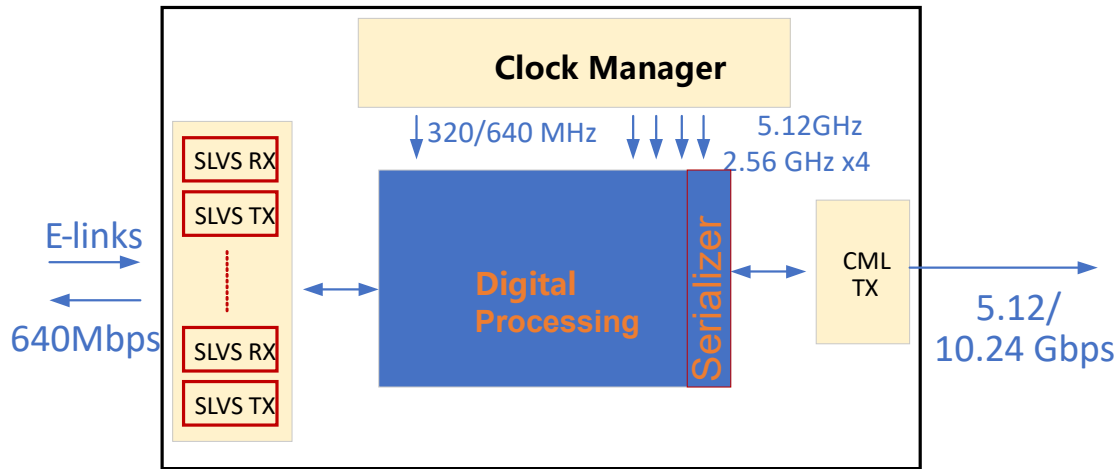 Clock Manager
320/640 MHz
5.12GHz
2.56 GHz x4
SLVS RX
SLVS TX
E-links
640Mbps
SLVS RX
SLVS TX
Digital
Processing
Serializer
CML
TX
5.12/
10.24 Gbps